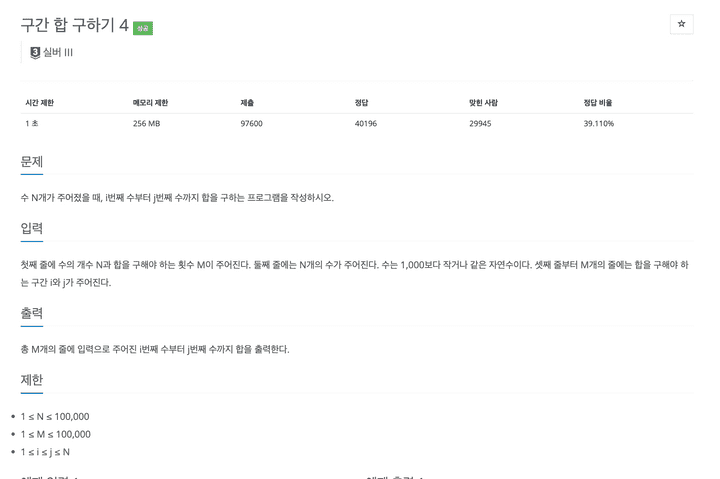 구간 합 구하기 4 성공
3 실버 III
시간 제한 메모리 제한 제출 정답 맞힌 사람 정답 비율
1 초 256 MB 97600 40196 29945 39.110%
문제
수 N개가 주어졌을 때, i번째 수부터 j번째 수까지 합을 구하는 프로그램을 작성하시오.
입력
첫째 줄에 수의 개수 N과 합을 구해야 하는 횟수 M이 주어진다. 둘째 줄에는 N개의 수가 주어진다. 수는 1,000보다 작거나 같은 자연수이다. 셋째 줄부터 M개의 줄에는 합을 구해야 하
는 구간 i와 j가 주어진다.
출력
총 M개의 줄에 입력으로 주어진 i번째 수부터 j번째 수까지 합을 출력한다.
제한
1 ≤ N ≤ 100,000
1 ≤ M ≤ 100,000
1 ≤ i ≤ j ≤ N